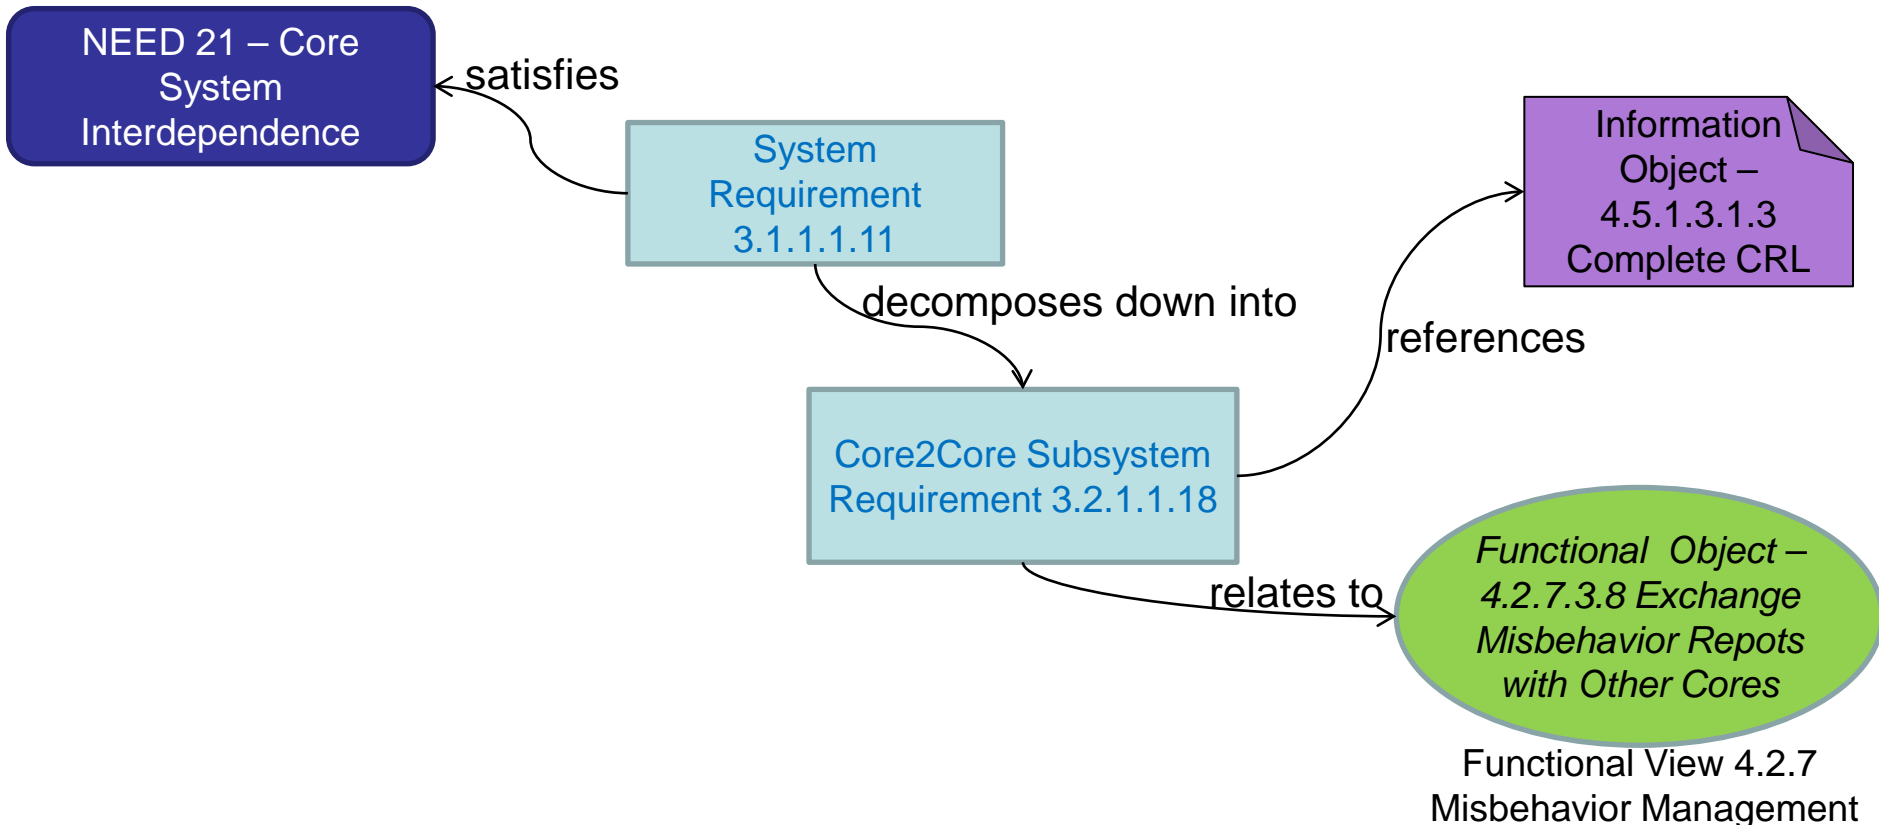 NEED 21 – Core
System
Interdependence
satisfies
System
Requirement
3.1.1.1.11
decomposes down into
Information
Object –
4.5.1.3.1.3
Complete CRL
references
Core2Core Subsystem
Requirement 3.2.1.1.18
relates to
Functional Object –
4.2.7.3.8 Exchange
Misbehavior Repots
with Other Cores
Functional View 4.2.7
Misbehavior Management